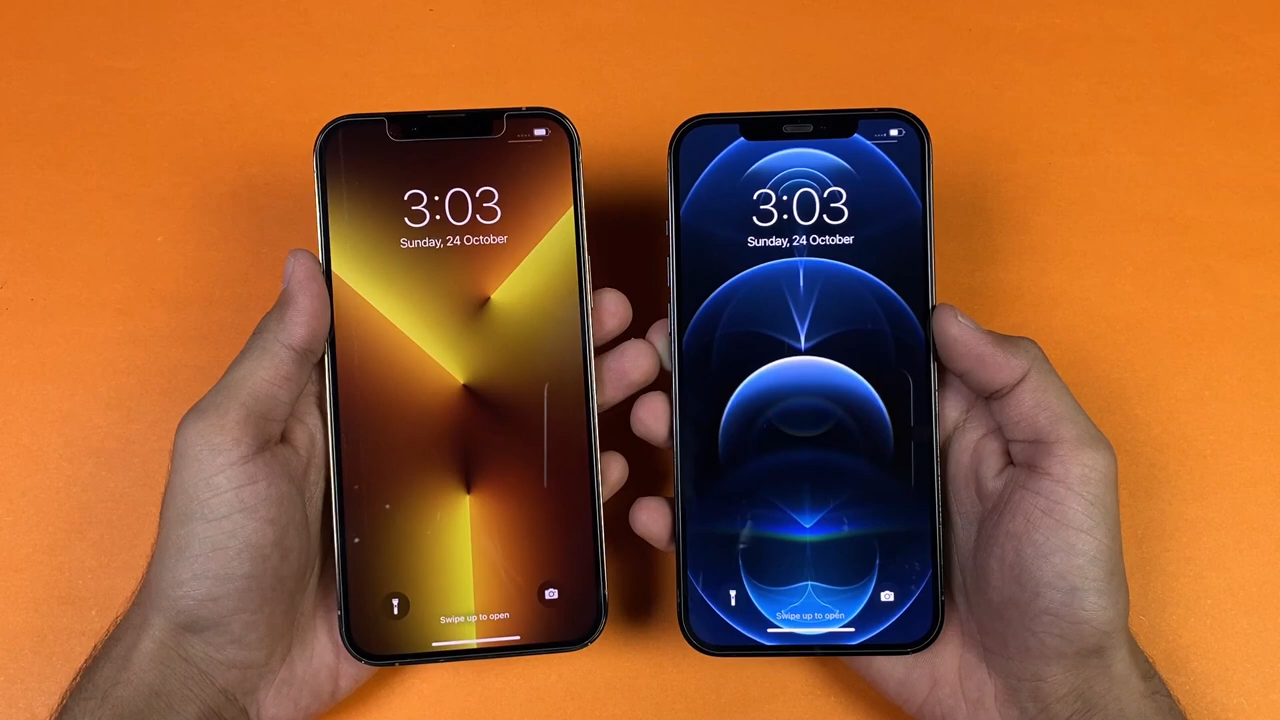 3:03
Sunday, 24 October
Swipe up to open
3:03
Sunday, 24 October
Swipe up to open